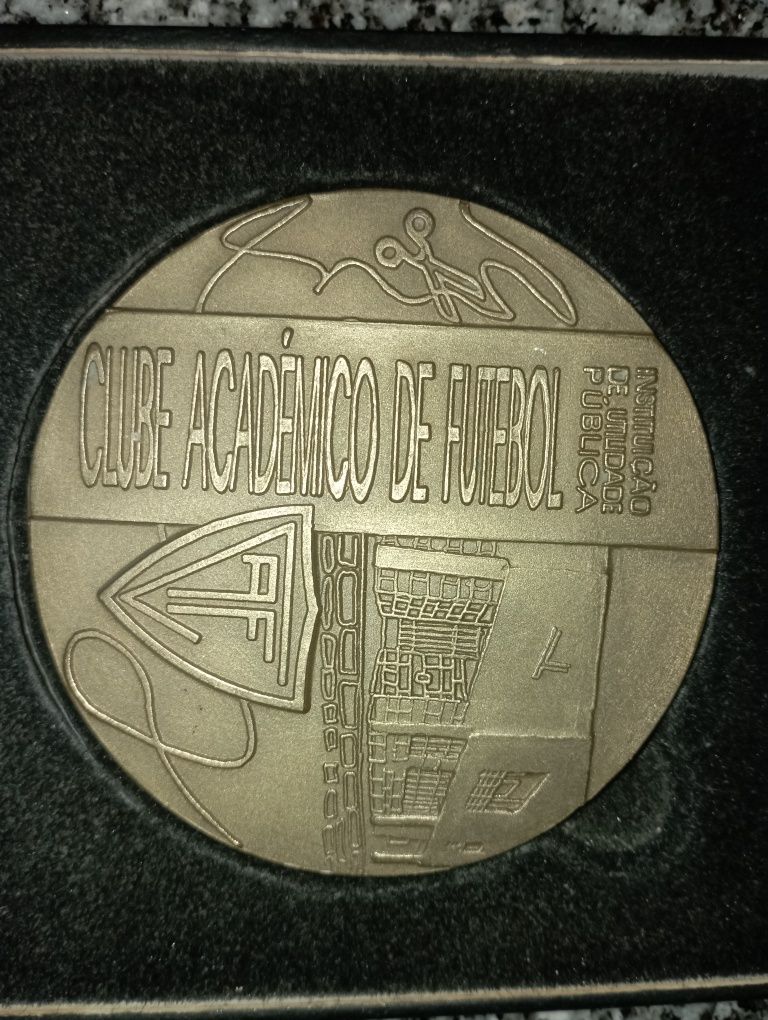 CLUBE ACADÉMICO DE FUTEBOL
INSTITUIÇÃO
DE UTILIDADE
PÚBLICA